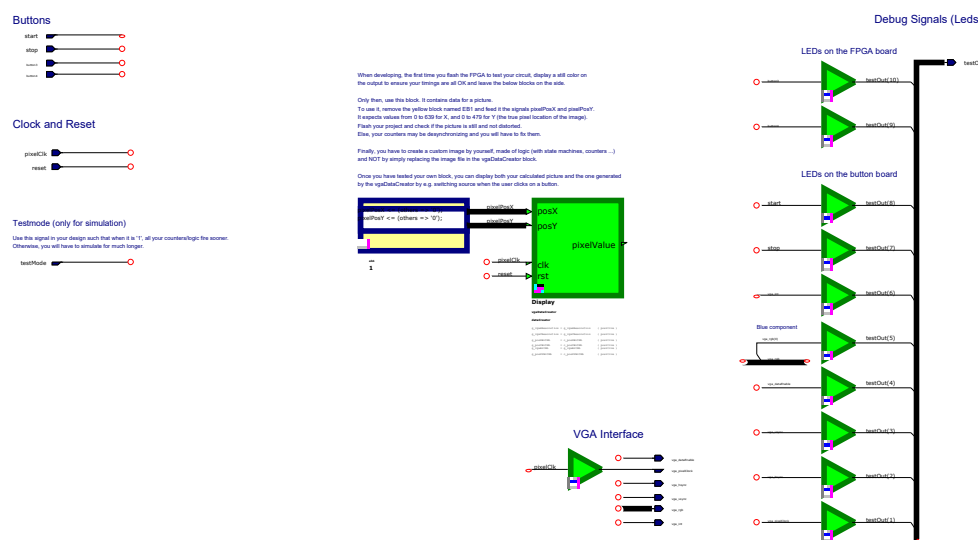 Buttons
start
stop
Clock and Reset
pixelClk
reset
Testmode (only for simulation)
Use this signal in your design such that when it is '1', all your counters/logic fire sooner.
Otherwise, you will have to simulate for much longer.
testMode
When developing, the first time you flash the FPGA to test your circuit, display a still color on
the output to ensure your timings are all OK and leave the below blocks on the side.
Only then, use this block. It contains data for a picture.
To use it, remove the yellow block named EB1 and feed it the signals pixelPosX and pixelPosY.
It expects values from 0 to 639 for X, and 0 to 479 for Y (the true pixel location of the image).
Flash your project and check if the picture is still and not distorted.
Else, your counters may be desynchronizing and you will have to fix them.
Finally, you have to create a custom image by yourself, made of logic (with state machines, counters ...)
and NOT by simply replacing the image file in the vgaDataCreator block.
Once you have tested your own block, you can display both your calculated picture and the one generated
by the vgaDataCreator by e.g. switching source when the user clicks on a button.
pixelPosY <= (others => '0');
1
pixelPosX
pixelPosY
pixelClk
reset
posX
posY
pixelValue
clk
rst
Display
vgaDataCreator
dataCreator
VGA Interface
pixelClk
vga_dataEnable
vga_pixelClock
vga_hsync
vga_vsync
vga_rgb
Debug Signals (Leds
LEDs on the FPGA board
testOut(10)
testOut(9)
LEDs on the button board
start
testOut(8)
stop
testOut(7)
testOut(6)
Blue component
testOut(5)
vga_dataEnable
testOut(4)
testOut(3)
testOut(2)
testOut(1)